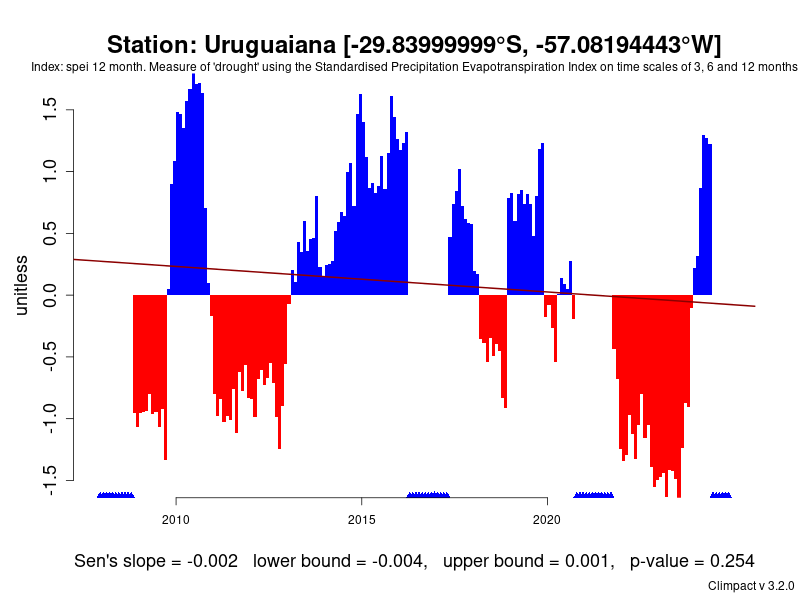 Station: Uruguaiana [-29.83999999°S, -57.08194443°W]
Index: spei 12 month. Measure of 'drought' using the Standardised Precipitation Evapotranspiration Index on time scales of 3, 6 and 12 months
unitless
1.5
1.0
0.5
0.0
-0.5
-1.0
-1.5
2010 2015 2020
Sen's slope = -0.002 lower bound = -0.004, upper bound = 0.001, p-value = 0.254
Climpact v 3.2.0